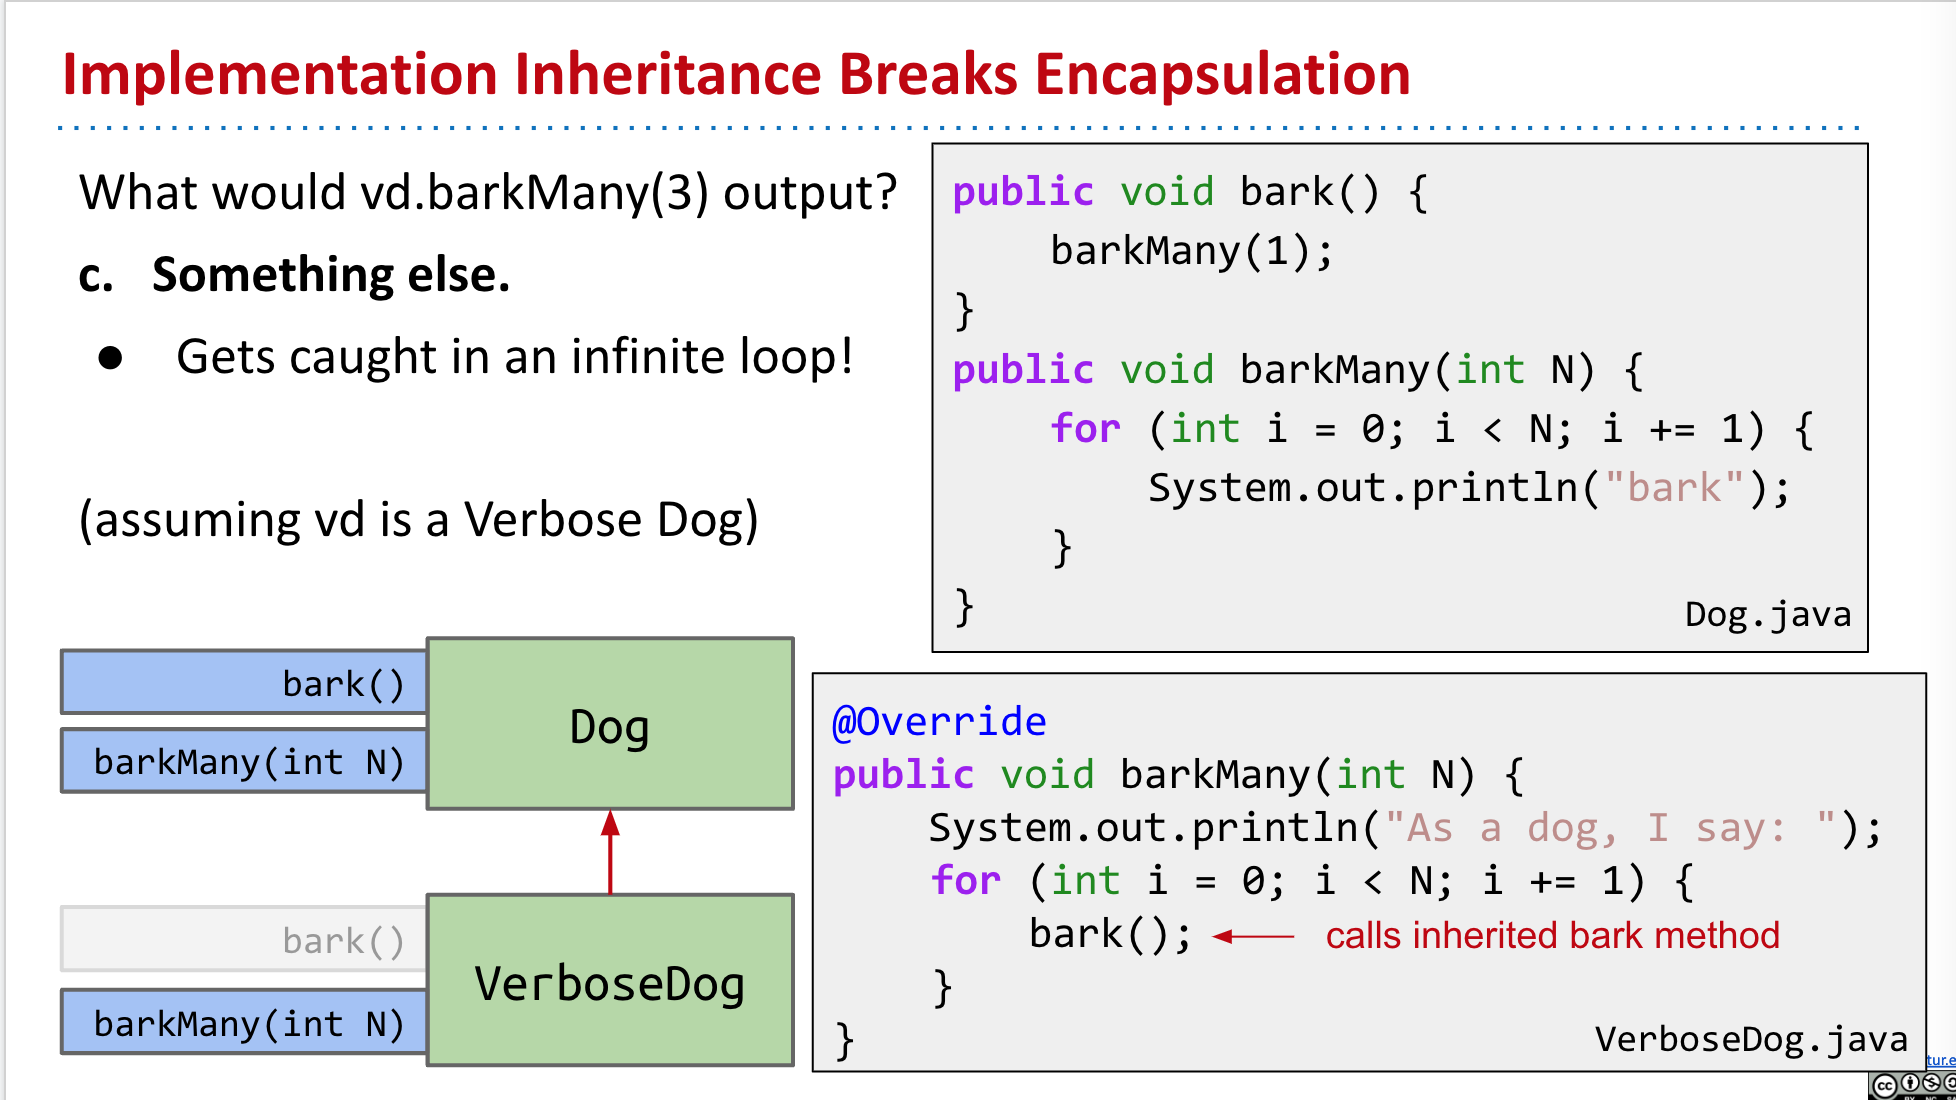 Implementation Inheritance Breaks Encapsulation
What would vd.barkMany(3) output?
c. Something else.
● Gets caught in an infinite loop!
(assuming vd is a Verbose Dog)
public void bark() {
barkMany(1);
}
public void barkMany(int N) {
for (int i = 0; i < N; i += 1) {
System.out.println("bark");
}
}
Dog.java
bark()
barkMany(int N)
Dog
bark()
barkMany(int N)
VerboseDog
@Override
public void barkMany(int N) {
System.out.println("As a dog, I say: ");
for (int i = 0; i < N; i += 1) {
bark(); calls inherited bark method
}
}
VerboseDog.java
tur.e
cc